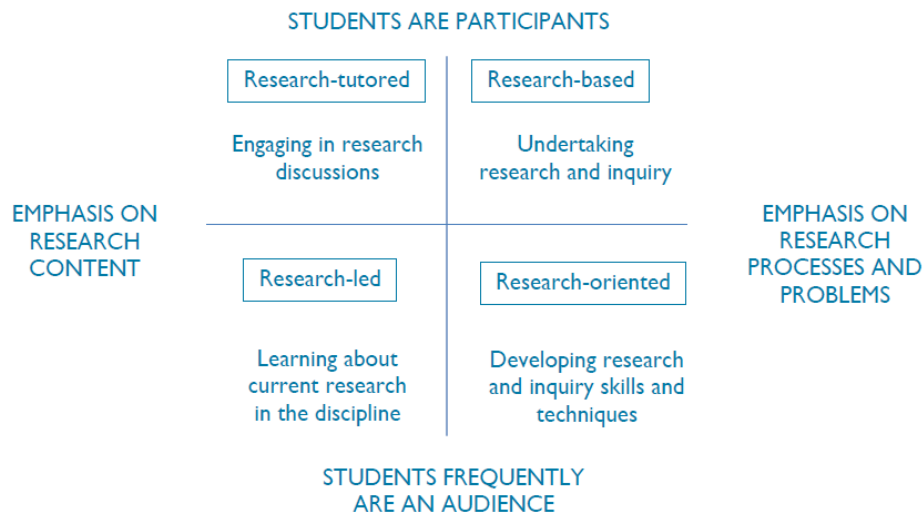 STUDENTS ARE PARTICIPANTS
Research-tutored
Engaging in research
discussions
Research-based
Undertaking
research and inquiry
EMPHASIS ON
RESEARCH
CONTENT
EMPHASIS ON
RESEARCH
PROCESSES AND
PROBLEMS
Research-led
Learning about
current research
in the discipline
Research-oriented
Developing research
and inquiry skills and
techniques
STUDENTS FREQUENTLY
ARE AN AUDIENCE